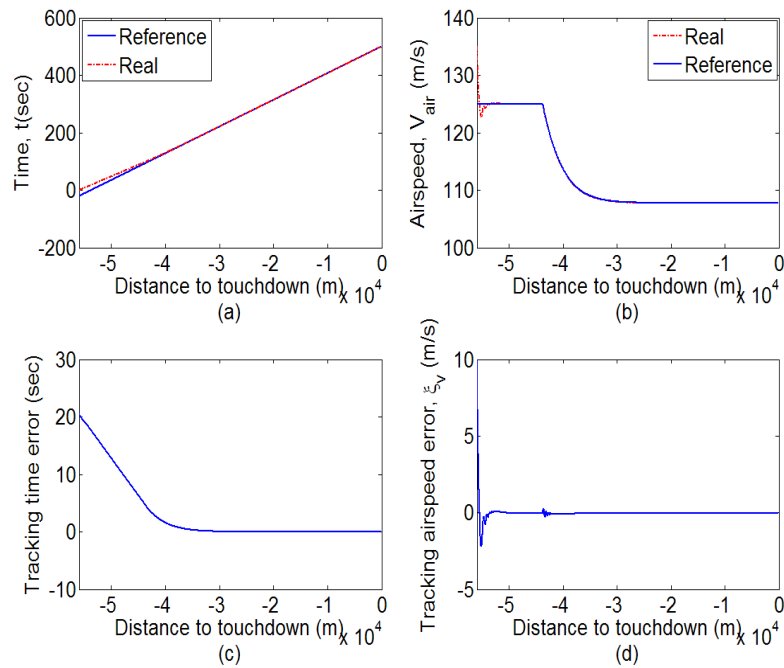 600
400
200
0
-200
Time, t(sec)
Reference
Real
-5
-4
-3
-2
-1
0
Distance to touchdown (m)
x 10^4
(a)
140
130
120
110
100
Airspeed, V_air (m/s)
Real
Reference
-5
-4
-3
-2
-1
0
Distance to touchdown (m)
x 10^4
(b)
30
20
10
0
-10
Tracking time error (sec)
-5
-4
-3
-2
-1
0
Distance to touchdown (m)
x 10^4
(c)
10
5
0
-5
Tracking airspeed error, ξ_v (m/s)
-5
-4
-3
-2
-1
0
Distance to touchdown (m)
x 10^4
(d)